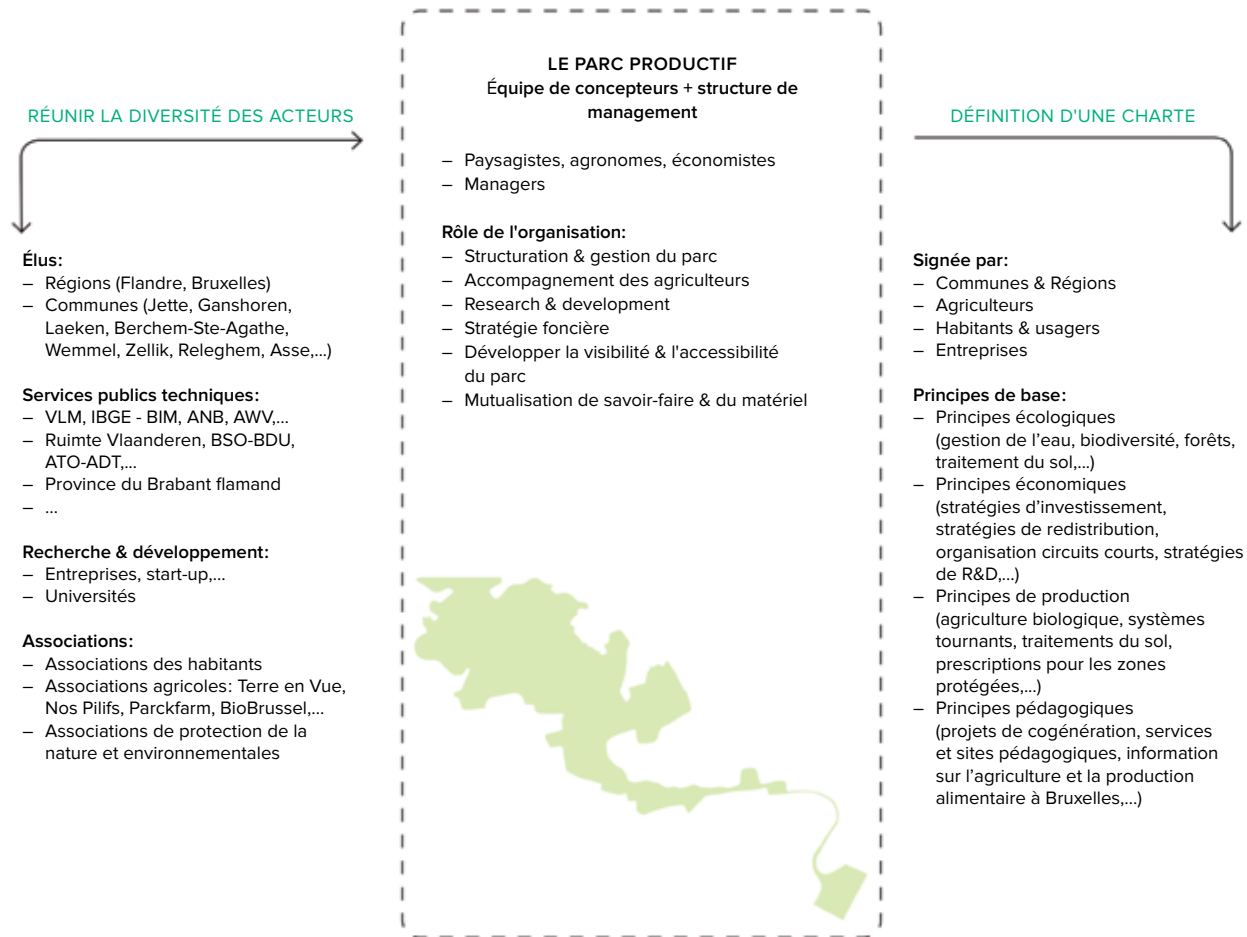 RÉUNIR LA DIVERSITÉ DES ACTEURS
Élus:
– Régions (Flandre, Bruxelles)
– Communes (Jette, Ganshoren,
Laeken, Berchem-Ste-Agathe,
Wemmel, Zellik, Releghem, Asse,...)
Services publics techniques:
– VLM, IBGE - BIM, ANB, AWV,...
– Ruimte Vlaanderen, BSO-BDU,
ATO-ADT,...
– Province du Brabant flamand
– ...
Recherche & développement:
– Entreprises, start-up,...
– Universités
Associations:
– Associations des habitants
– Associations agricoles: Terre en Vue,
Nos Pilifs, Parckfarm, BioBrussel,...
– Associations de protection de la
nature et environnementales
LE PARC PRODUCTIF
Équipe de concepteurs + structure de
management
– Paysagistes, agronomes, économistes
– Managers
Rôle de l'organisation:
– Structuration & gestion du parc
– Accompagnement des agriculteurs
– Research & development
– Stratégie foncière
– Développer la visibilité & l'accessibilité
du parc
– Mutualisation de savoir-faire & du matériel
DÉFINITION D'UNE CHARTE
Signée par:
– Communes & Régions
– Agriculteurs
– Habitants & usagers
– Entreprises
Principes de base:
– Principes écologiques
(gestion de l'eau, biodiversité, forêts,
traitement du sol,...)
– Principes économiques
(stratégies d'investissement,
stratégies de redistribution,
organisation circuits courts, stratégies
de R&D,...)
– Principes de production
(agriculture biologique, systèmes
tournants, traitements du sol,
prescriptions pour les zones
protégées,...)
– Principes pédagogiques
(projets de cogénération, services
et sites pédagogiques, information
sur l'agriculture et la production
alimentaire à Bruxelles,...)